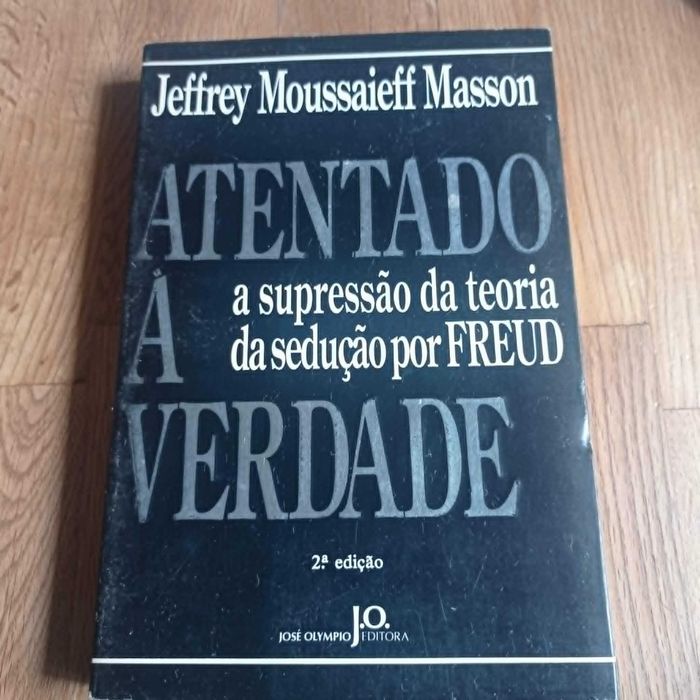 Jeffrey Moussaieff Masson
ATENTADO
À
a supressão da teoria
da sedução por FREUD
VERDADE
2ª edição
J.O.
JOSÉ OLYMPIO EDITORA